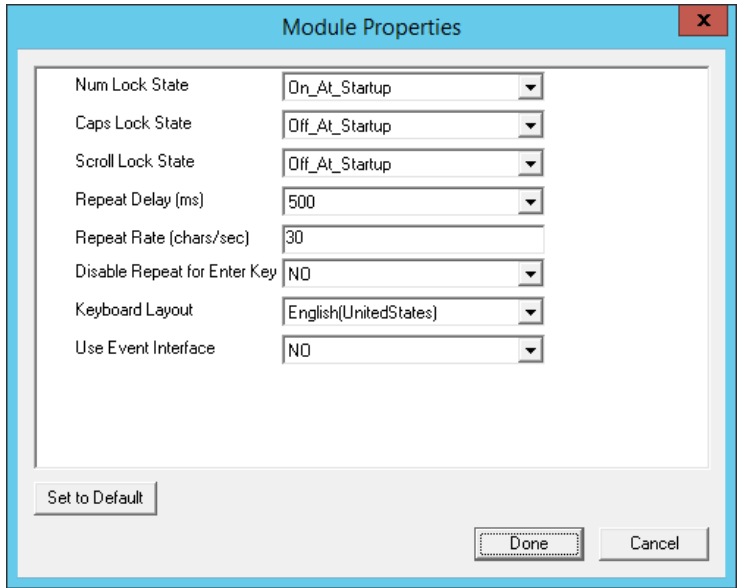 Module Properties
x
Num Lock State On_At_Startup
Caps Lock State Off_At_Startup
Scroll Lock State Off_At_Startup
Repeat Delay (ms) 500
Repeat Rate (chars/sec) 30
Disable Repeat for Enter Key NO
Keyboard Layout English(UnitedStates)
Use Event Interface NO
Set to Default
Done Cancel